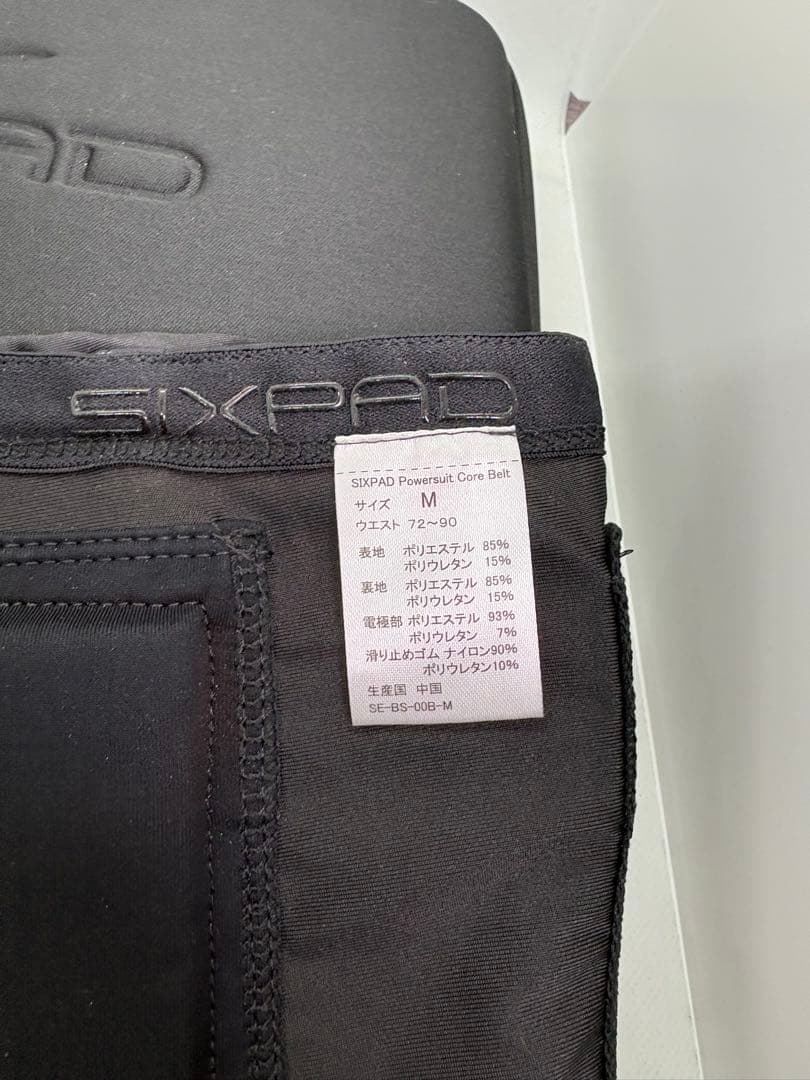 PAD
SIXPAD
SIXPAD Powersuit Core Belt
サイズ M
ウエスト 72～90
表地 ポリエステル 85%
ポリウレタン 15%
裏地 ポリエステル 85%
ポリウレタン 15%
電極部 ポリエステル 93%
ポリウレタン 7%
滑り止めゴム ナイロン90%
ポリウレタン10%
生産国 中国
SE-BS-00B-M